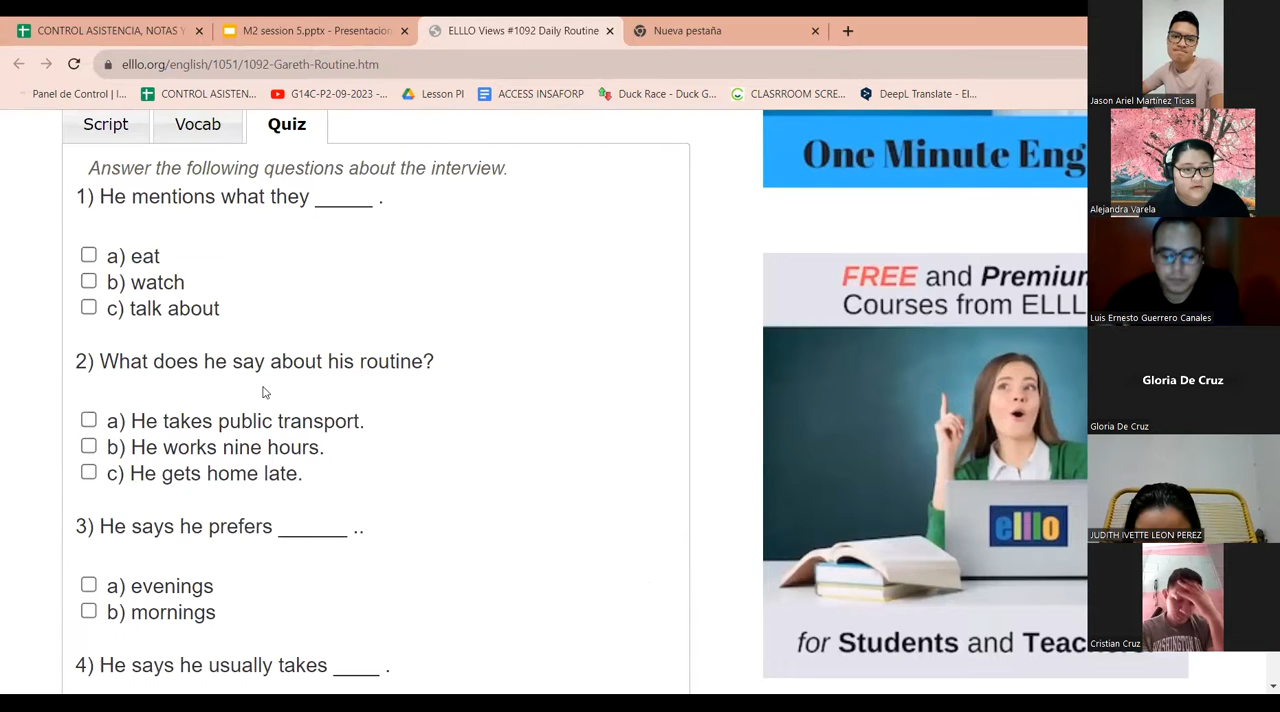 CONTROL ASISTENCIA, NOTAS Y
M2 session 5.pptx - Presentacion
ELLLO Views #1092 Daily Routine
Nueva pestaña
elllo.org/english/1051/1092-Gareth-Routine.htm
Panel de Control | I...
CONTROL ASISTEN...
G14C-P2-09-2023 -...
Lesson PI
ACCESS INSAFORP
Duck Race - Duck G...
CLASRROOM SCRE...
DeepL Translate - El...
Script
Vocab
Quiz
Answer the following questions about the interview.
1) He mentions what they ______ .
a) eat
b) watch
c) talk about
2) What does he say about his routine?
a) He takes public transport.
b) He works nine hours.
c) He gets home late.
3) He says he prefers _______ ..
a) evenings
b) mornings
4) He says he usually takes ____ .
One Minute Eng
FREE and Premium
Courses from ELLL
elllo
for Students and Teac
Jason Ariel Martínez Ticas
Alejandra Varela
Luis Ernesto Guerrero Canales
Gloria De Cruz
Gloria De Cruz
JUDITH IVETTE LEON PEREZ
Cristian Cruz
WASHINGTON